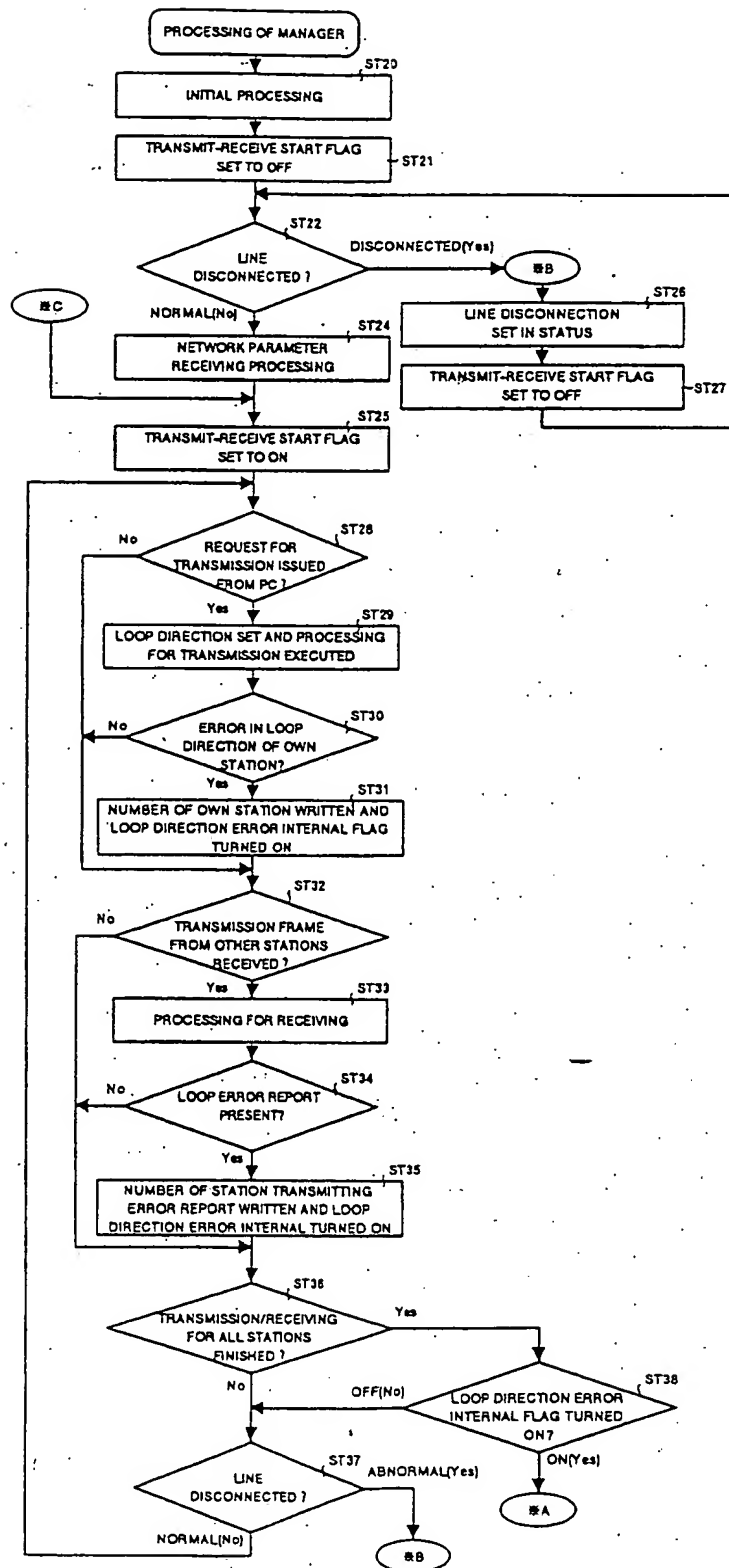 PROCESSING OF MANAGER
ST20
INITIAL PROCESSING
TRANSMIT-RECEIVE START FLAG
SET TO OFF
ST21
ST22
LINE
DISCONNECTED ?
DISCONNECTED(Yes)
※B
NORMAL(No)
※C
ST26
LINE DISCONNECTION
SET IN STATUS
ST24
NETWORK PARAMETER
RECEIVING PROCESSING
TRANSMIT-RECEIVE START FLAG
SET TO OFF
ST27
ST25
TRANSMIT-RECEIVE START FLAG
SET TO ON
ST28
No
REQUEST FOR
TRANSMISSION ISSUED
FROM PC ?
Yes
ST29
LOOP DIRECTION SET AND PROCESSING
FOR TRANSMISSION EXECUTED
ST30
No
ERROR IN LOOP
DIRECTION OF OWN
STATION?
Yes
ST31
NUMBER OF OWN STATION WRITTEN AND
LOOP DIRECTION ERROR INTERNAL FLAG
TURNED ON
ST32
No
TRANSMISSION FRAME
FROM OTHER STATIONS
RECEIVED ?
Yes
ST33
PROCESSING FOR RECEIVING
ST34
No
LOOP ERROR REPORT
PRESENT?
Yes
ST35
NUMBER OF STATION TRANSMITTING
ERROR REPORT WRITTEN AND LOOP
DIRECTION ERROR INTERNAL TURNED ON
ST36
TRANSMISSION/RECEIVING
FOR ALL STATIONS
FINISHED ?
Yes
No
ST38
OFF(No)
LOOP DIRECTION ERROR
INTERNAL FLAG TURNED
ON?
ON(Yes)
※A
ST37
LINE
DISCONNECTED ?
ABNORMAL(Yes)
NORMAL(No)
※B